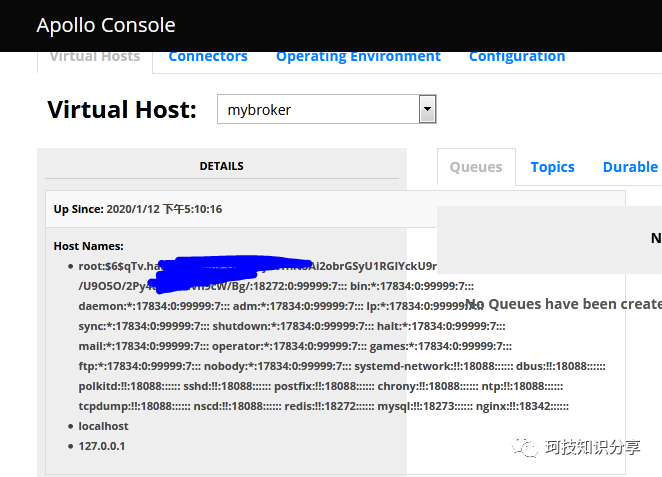 Apollo Console
Virtual Hosts Connectors Operating Environment Configuration
Virtual Host: mybroker
DETAILS
Up Since: 2020/1/12 下午5:10:16
Host Names:
root:$6$qTv.
/U9O5O/2Py4 /Bg/:18272:0:99999:7::: bin:*:17834:0:99999:7:::
daemon:*:17834:0:99999:7::: adm:*:17834:0:99999:7::: lp:*:17834:0:99999:7:::
sync:*:17834:0:99999:7::: shutdown:*:17834:0:99999:7::: halt:*:17834:0:99999:7:::
mail:*:17834:0:99999:7::: operator:*:17834:0:99999:7::: games:*:17834:0:99999:7:::
ftp:*:17834:0:99999:7::: nobody:*:17834:0:99999:7::: systemd-network:!!:18088:::::: dbus:!!:18088::::::
polkitd:!!:18088:::::: sshd:!!:18088:::::: postfix:!!:18088:::::: chrony:!!:18088:::::: ntp:!!:18088::::::
tcpdump:!!:18088:::::: nscd:!!:18088:::::: redis:!!:18272:::::: mysql:!!:18273:::::: nginx:!!:18342::::::
localhost
127.0.0.1
Queues Topics Durable
N
No Queues have been create
珂技知识分享